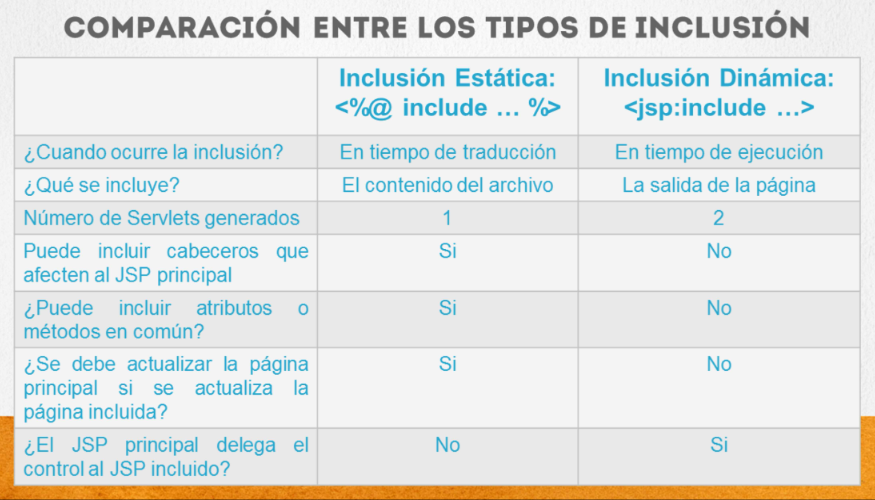 COMPARACIÓN ENTRE LOS TIPOS DE INCLUSIÓN
Inclusión Estática:
<%@ include ... %>
Inclusión Dinámica:
<jsp:include ...>
¿Cuando ocurre la inclusión?
En tiempo de traducción
En tiempo de ejecución
¿Qué se incluye?
El contenido del archivo
La salida de la página
Número de Servlets generados
1
2
Puede incluir cabeceros que
afecten al JSP principal
Si
No
¿Puede incluir atributos o
métodos en común?
Si
No
¿Se debe actualizar la página
principal si se actualiza la
página incluida?
Si
No
¿El JSP principal delega el
control al JSP incluido?
No
Si